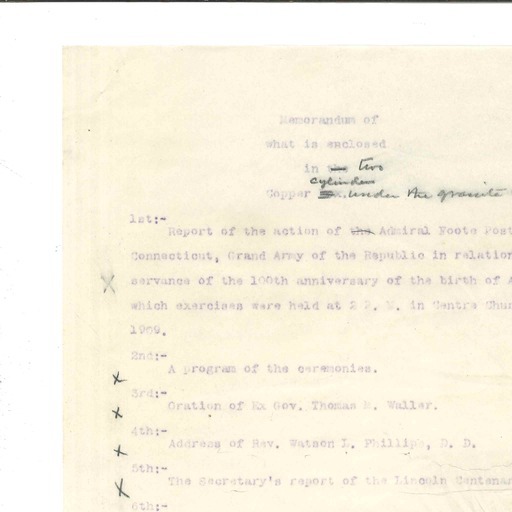 Memorandum of
what is enclosed
in two
cylinder
Copper under the granite
1st:-
Report of the action of the Admiral Foote Post
Connecticut, Grand Army of the Republic in relation
servance of the 100th anniversary of the birth of A
which exercises were held at 2 P. M. in Centre Chur
1909.
2nd:-
A program of the ceremonies.
3rd:-
Oration of Ex Gov. Thomas M. Waller.
4th:-
Address of Rev. Watson L. Phillips, D. D.
5th:-
The Secretary's report of the Lincoln Centenar
6th:-